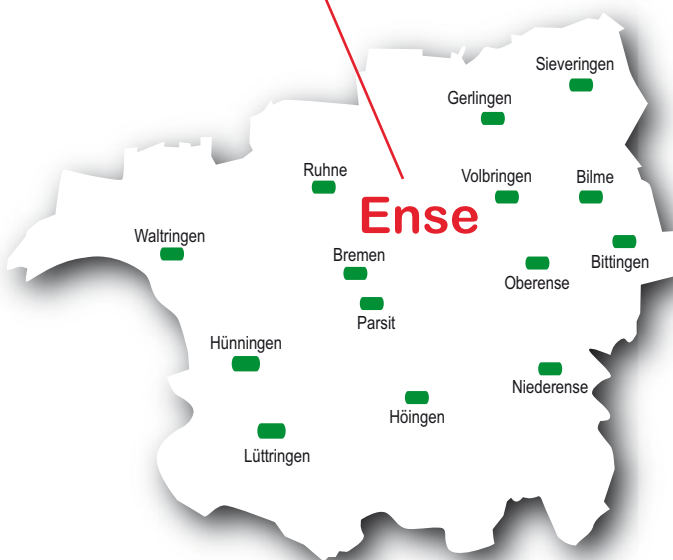 Sieveringen
Gerlingen
Ruhne
Volbringen
Bilme
Ense
Waltringen
Bremen
Bittingen
Oberense
Parsit
Hünningen
Niederense
Höingen
Lüttringen